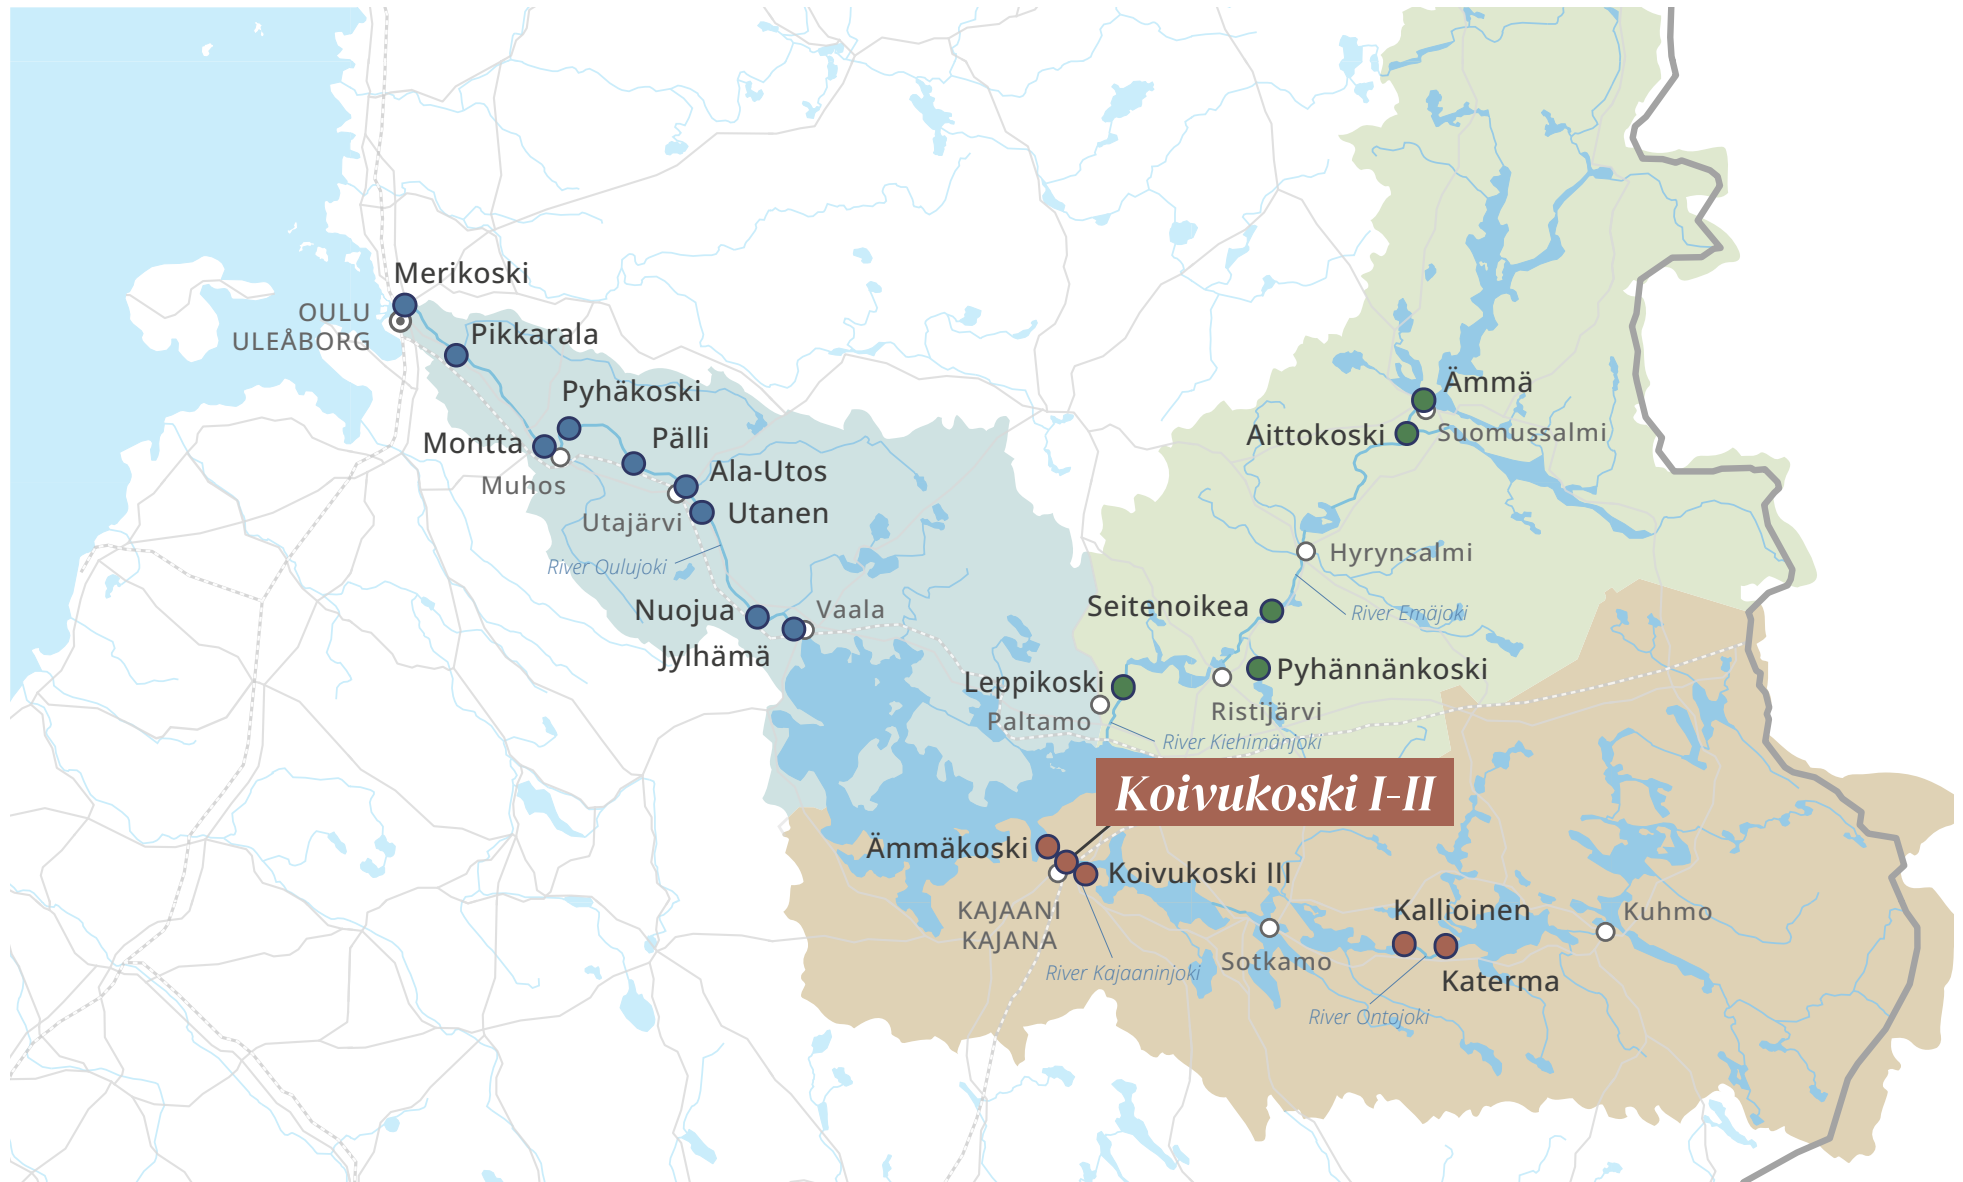 Merikoski
OULU
ULEÅBORG
Pikkarala
Pyhäkoski
Montta
Pälli
Muhos
Ala-Utos
Utanen
Utajärvi
River Oulujoki
Nuojua
Vaala
Jylhämä
Ämmä
Aittokoski
Suomussalmi
Hyrynsalmi
Seitenoikea
River Emäjoki
Pyhännänkoski
Leppikoski
Paltamo
Ristijärvi
River Kiehimänjoki
Koivukoski I-II
Ämmäkoski
Koivukoski III
KAJAANI
KAJANA
River Kajaaninjoki
Sotkamo
Kallioinen
Kuhmo
Katerma
River Ontojoki